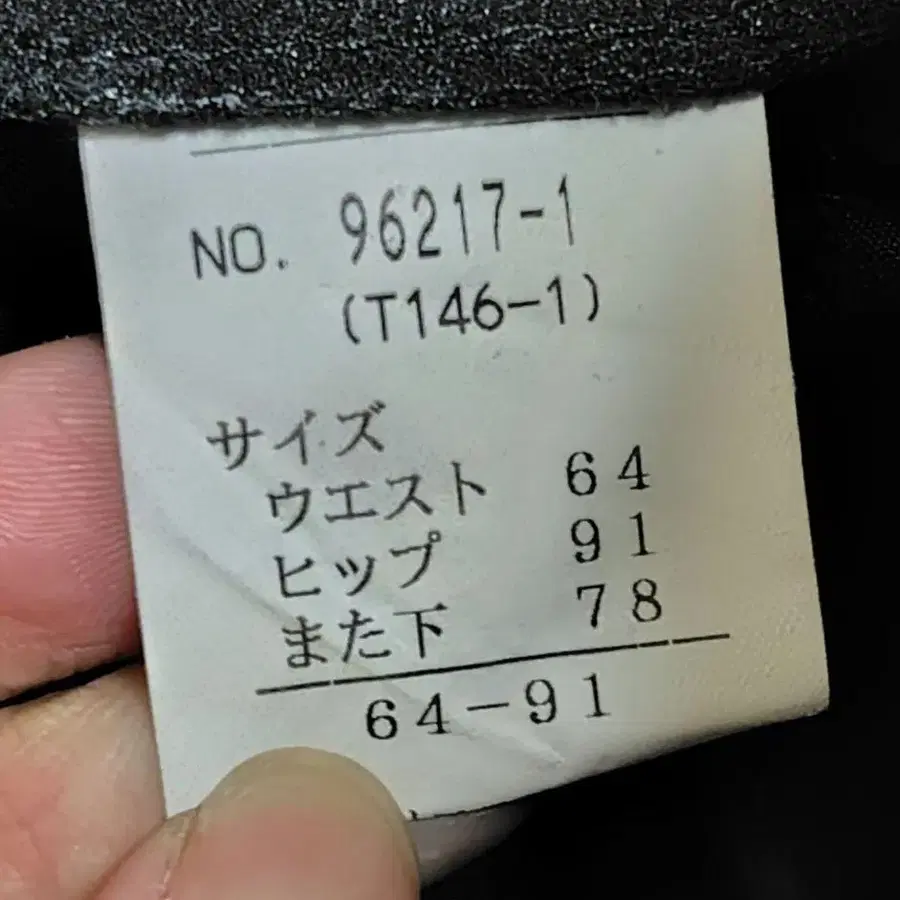 NO. 96217-1
(T146-1)
サイズ
ウエスト 64
ヒップ 91
また下 78
64-91